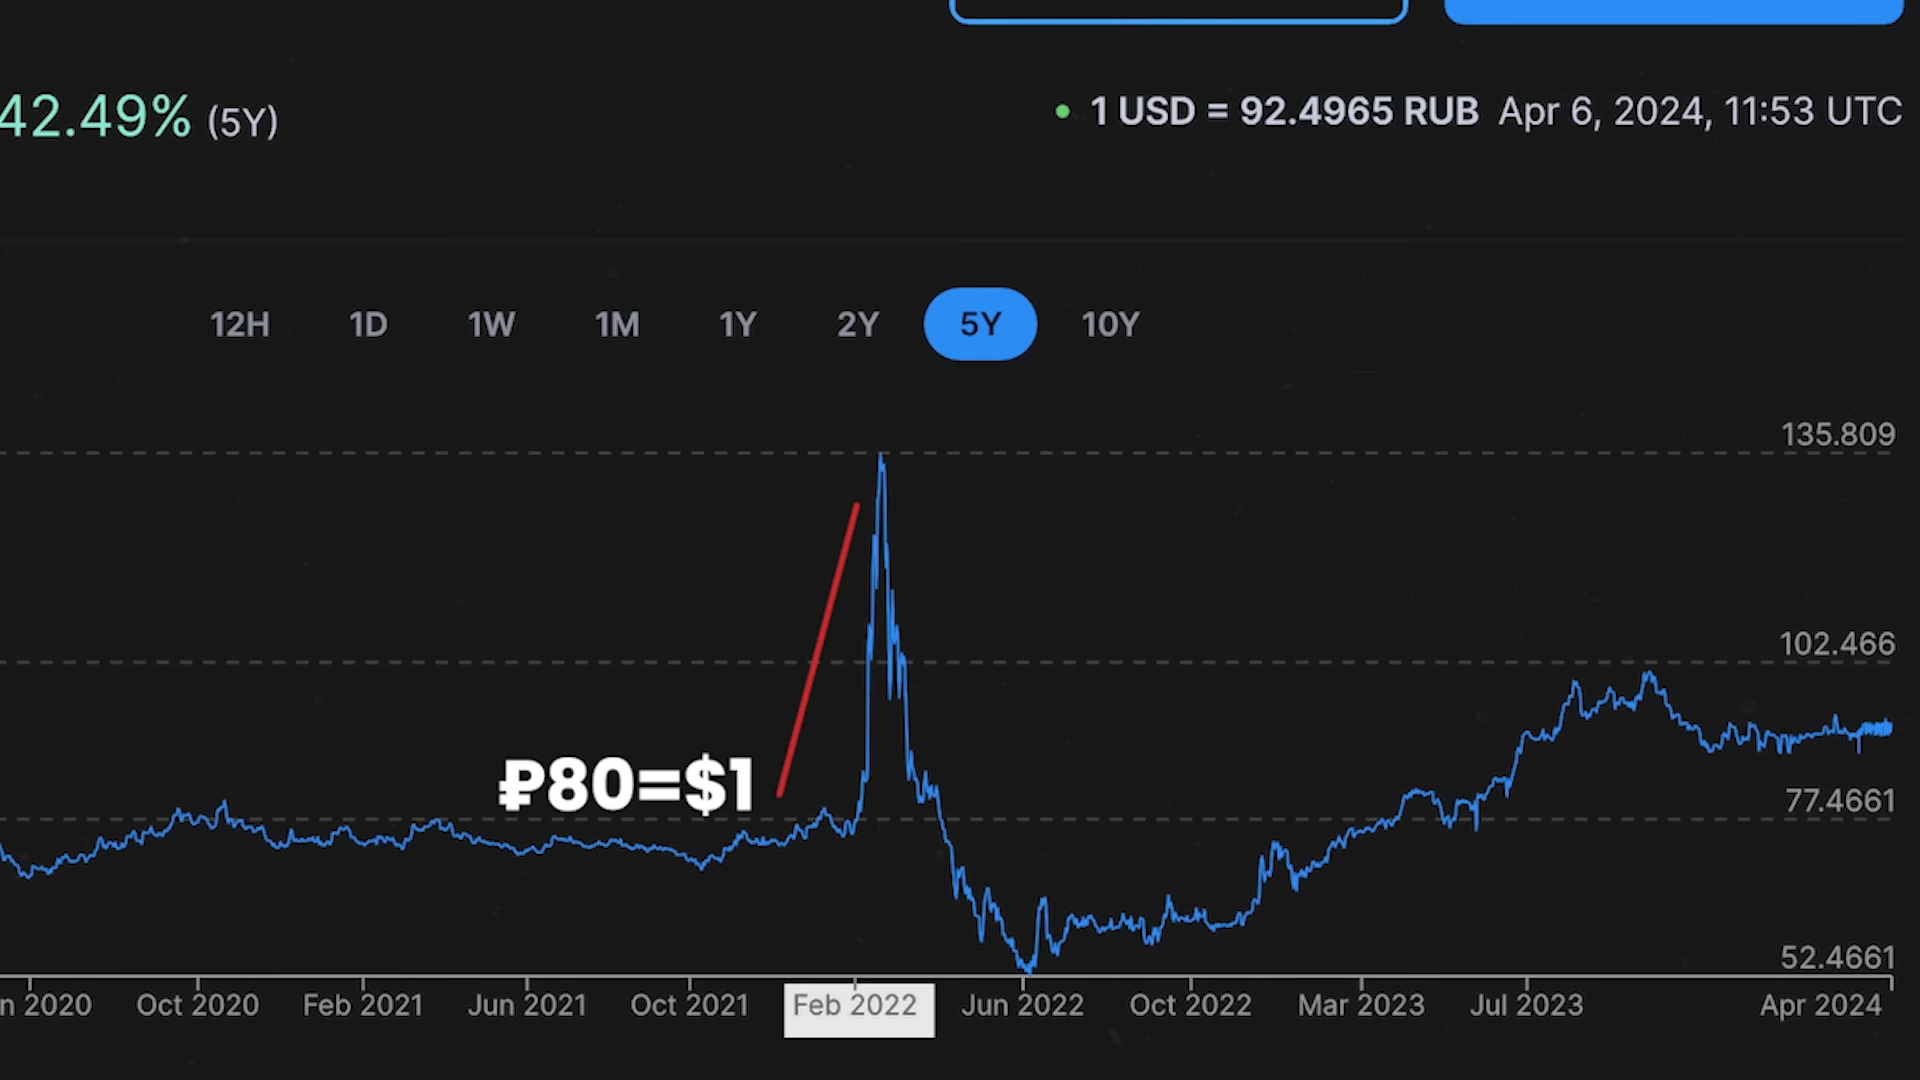 42.49% (5Y)
1 USD = 92.4965 RUB Apr 6, 2024, 11:53 UTC
12H 1D 1W 1M 1Y 2Y 5Y 10Y
135.809
102.466
₽80=$1
77.4661
52.4661
n 2020 Oct 2020 Feb 2021 Jun 2021 Oct 2021 Feb 2022 Jun 2022 Oct 2022 Mar 2023 Jul 2023 Apr 2024